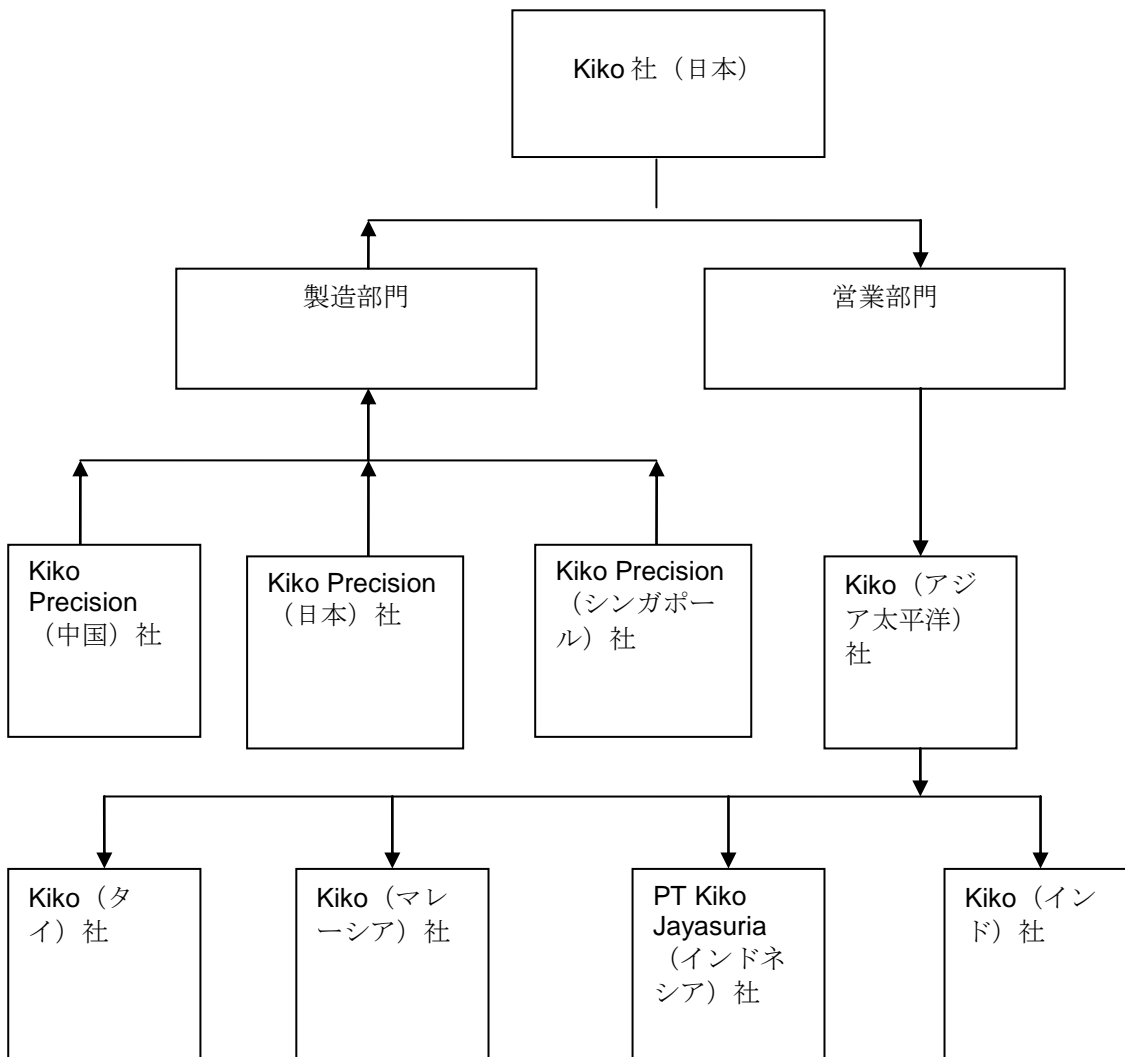 Kiko 社（日本）
製造部門
営業部門
Kiko
Precision
（中国）社
Kiko Precision
（日本）社
Kiko Precision
（シンガポー
ル）社
Kiko（アジ
ア太平洋）
社
Kiko（タ
イ）社
Kiko（マレ
ーシア）社
PT Kiko
Jayasuria
（インドネ
シア）社
Kiko（イン
ド）社